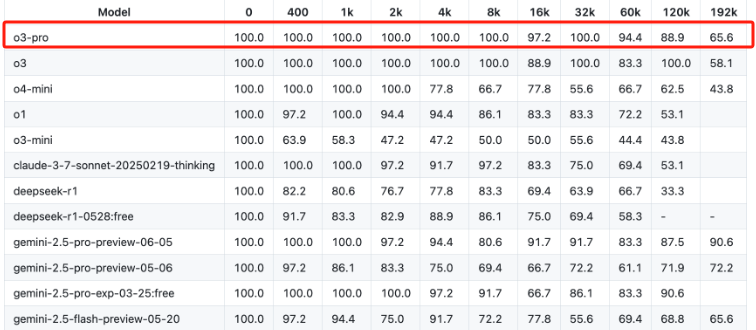 Model 0 400 1k 2k 4k 8k 16k 32k 60k 120k 192k
o3-pro 100.0 100.0 100.0 100.0 100.0 100.0 97.2 100.0 94.4 88.9 65.6
o3 100.0 100.0 100.0 100.0 100.0 100.0 88.9 100.0 83.3 100.0 58.1
o4-mini 100.0 100.0 100.0 100.0 77.8 66.7 77.8 55.6 66.7 62.5 43.8
o1 100.0 97.2 100.0 94.4 94.4 86.1 83.3 83.3 72.2 53.1
o3-mini 100.0 63.9 58.3 47.2 47.2 50.0 50.0 55.6 44.4 43.8
claude-3-7-sonnet-20250219-thinking 100.0 100.0 100.0 97.2 91.7 97.2 83.3 75.0 69.4 53.1
deepseek-r1 100.0 82.2 80.6 76.7 77.8 83.3 69.4 63.9 66.7 33.3
deepseek-r1-0528:free 100.0 91.7 83.3 82.9 88.9 86.1 75.0 69.4 58.3 - -
gemini-2.5-pro-preview-06-05 100.0 100.0 100.0 97.2 94.4 80.6 91.7 91.7 83.3 87.5 90.6
gemini-2.5-pro-preview-05-06 100.0 97.2 86.1 83.3 75.0 69.4 66.7 72.2 61.1 71.9 72.2
gemini-2.5-pro-exp-03-25:free 100.0 100.0 100.0 100.0 97.2 91.7 66.7 86.1 83.3 90.6
gemini-2.5-flash-preview-05-20 100.0 97.2 94.4 75.0 91.7 72.2 77.8 55.6 69.4 68.8 65.6